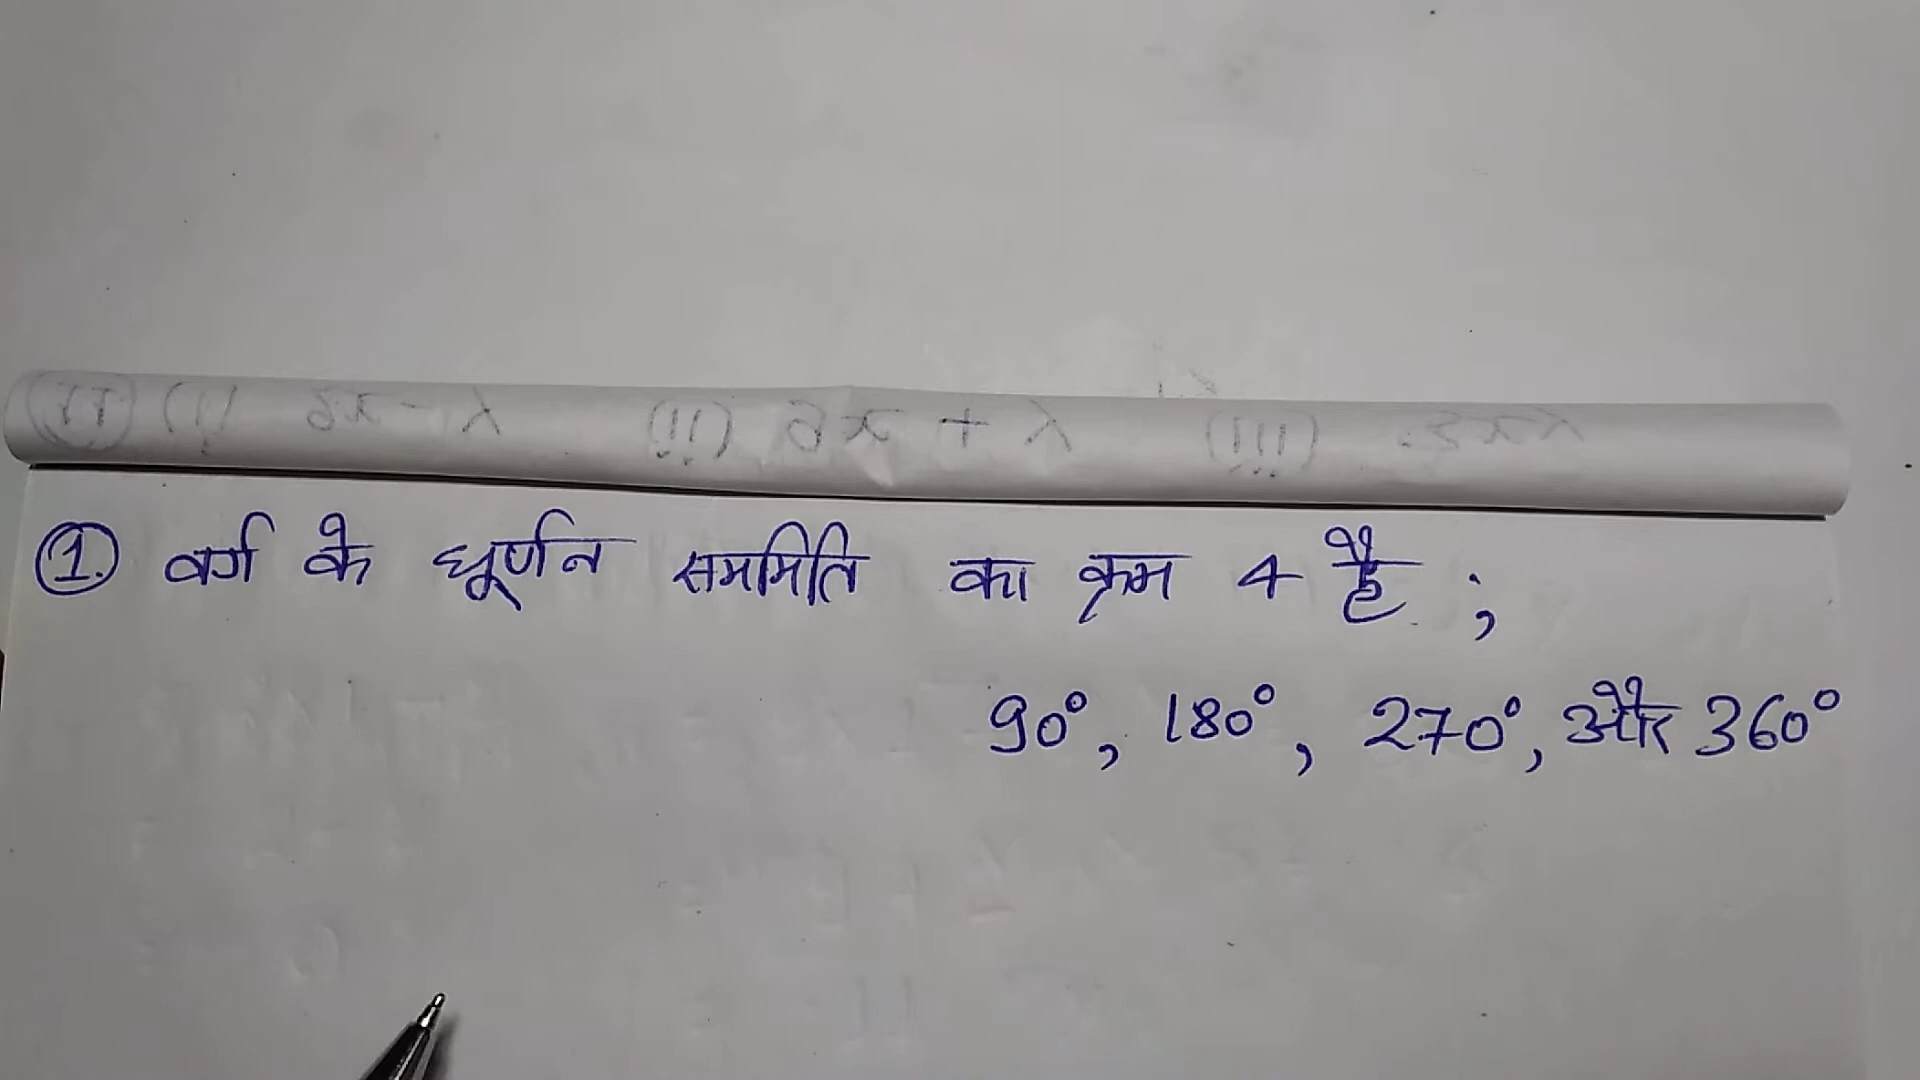 ① वर्ग के घूर्णन सममिति का क्रम 4 है ;
90°, 180°, 270°, और 360°